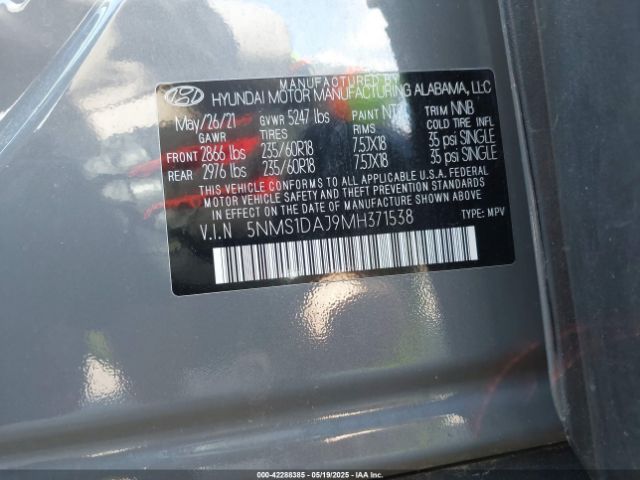 MANUFACTURED BY
HYUNDAI MOTOR MANUFACTURING ALABAMA, LLC
May/26/21 GVWR 5247 lbs PAINT TRIM NNB
GAWR TIRES RIMS COLD TIRE INFL
FRONT 2866 lbs 235/60R18 7.5JX18 35 psi SINGLE
REAR 2976 lbs 235/60R18 7.5JX18 35 psi SINGLE
THIS VEHICLE CONFORMS TO ALL APPLICABLE U.S.A. FEDERAL
MOTOR VEHICLE SAFETY AND THEFT PREVENTION STANDARDS
IN EFFECT ON THE DATE OF MANUFACTURE SHOWN ABOVE.
V.I.N 5NMS1DAJ9MH371538 TYPE: MPV
000-42288385 - 05/19/2025 - IAAI.COM